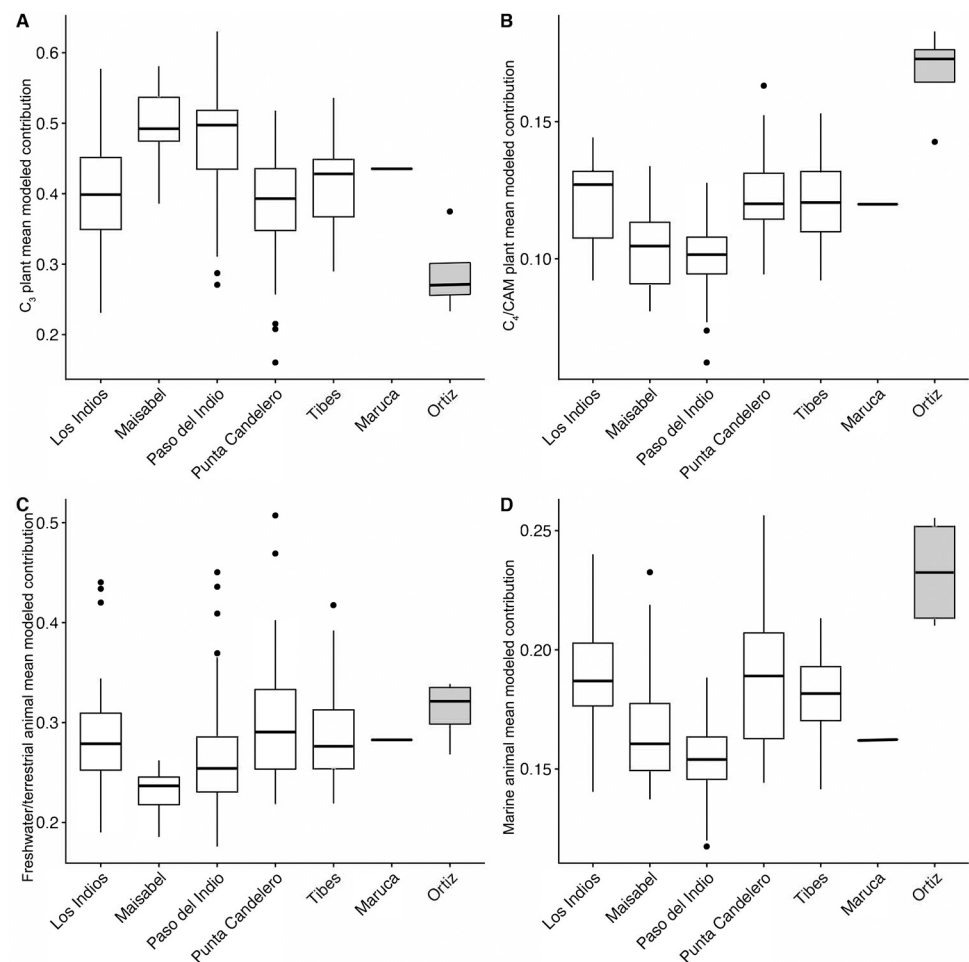 A
C3 plant mean modeled contribution
0.6
0.5
0.4
0.3
0.2
Los Indios
Maisabel
Paso del Indio
Punta Candelero
Tibes
Maruca
Ortiz
B
C4/CAM plant mean modeled contribution
0.15
0.10
Los Indios
Maisabel
Paso del Indio
Punta Candelero
Tibes
Maruca
Ortiz
C
Freshwater/terrestrial animal mean modeled contribution
0.5
0.4
0.3
0.2
Los Indios
Maisabel
Paso del Indio
Punta Candelero
Tibes
Maruca
Ortiz
D
Marine animal mean modeled contribution
0.25
0.20
0.15
Los Indios
Maisabel
Paso del Indio
Punta Candelero
Tibes
Maruca
Ortiz